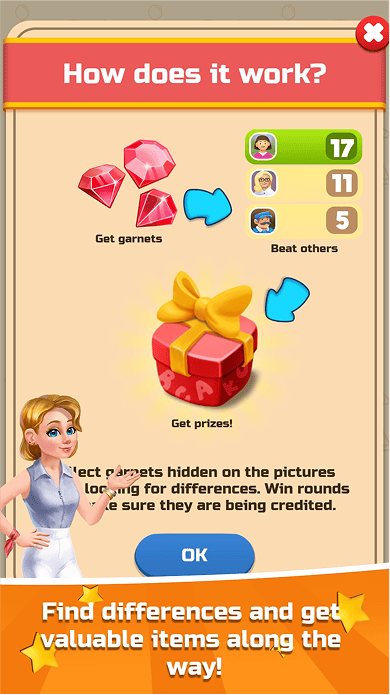 How does it work?
17
11
5
Get garnets
Beat others
Get prizes!
llect garnets hidden on the pictures
looking for differences. Win rounds
ke sure they are being credited.
OK
Find differences and get
valuable items along the
way!